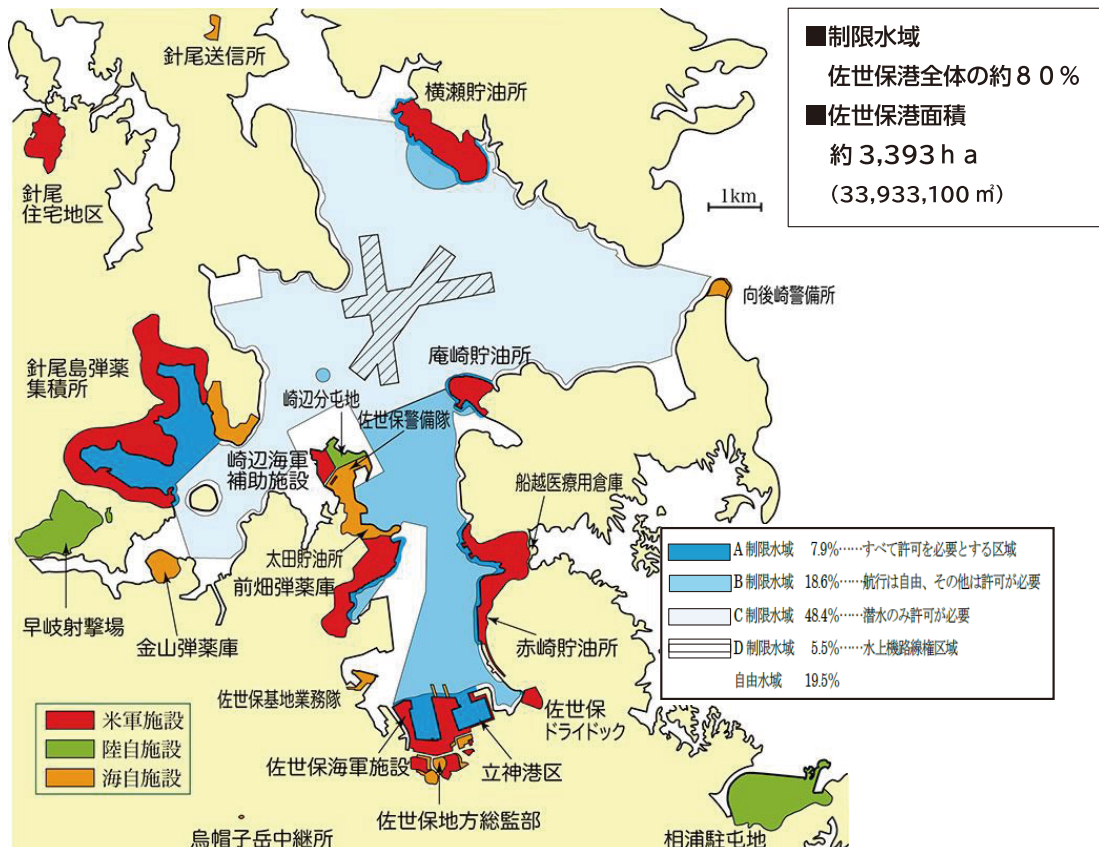 ■制限水域
佐世保港全体の約８０％
■佐世保港面積
約3,393ｈａ
（33,933,100㎡）
針尾送信所
横瀬貯油所
針尾
住宅地区
1km
向後崎警備所
庵崎貯油所
針尾島弾薬
集積所
崎辺分屯地
佐世保警備隊
崎辺海軍
補助施設
船越医療用倉庫
太田貯油所
前畑弾薬庫
早岐射撃場
金山弾薬庫
赤崎貯油所
A 制限水域 7.9%……すべて許可を必要とする区域
B 制限水域 18.6%……航行は自由、その他は許可が必要
C 制限水域 48.4%……潜水のみ許可が必要
D 制限水域 5.5%……水上機路線権区域
自由水域 19.5%
佐世保基地業務隊
佐世保
ドライドック
米軍施設
陸自施設
海自施設
佐世保海軍施設
立神港区
佐世保地方総監部
烏帽子岳中継所
相浦駐屯地